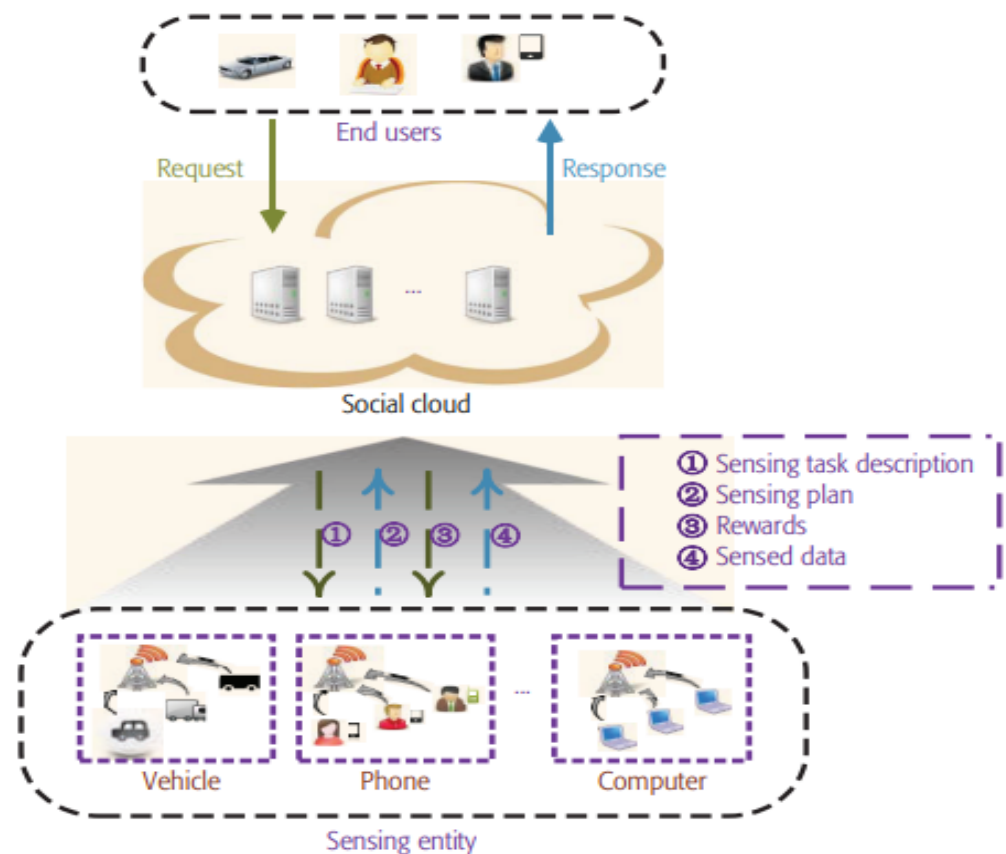 End users
Request
Response
...
Social cloud
① Sensing task description
② Sensing plan
③ Rewards
④ Sensed data
① ② ③ ④
...
Vehicle
Phone
Computer
Sensing entity